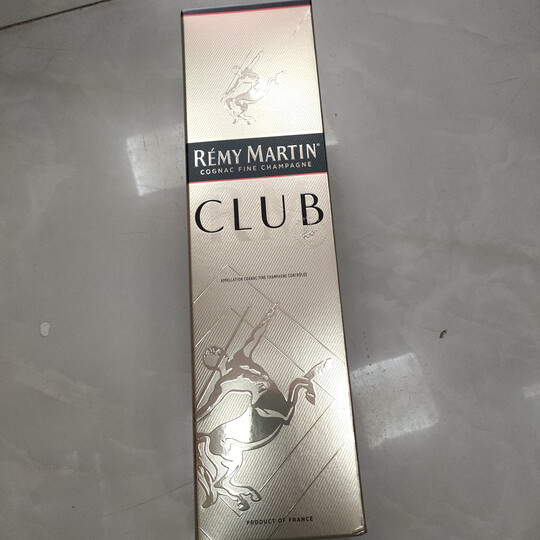 RÉMY MARTIN®
COGNAC FINE CHAMPAGNE
CLUB
APPELLATION COGNAC FINE CHAMPAGNE CONTRÔLÉE
PRODUCT OF FRANCE